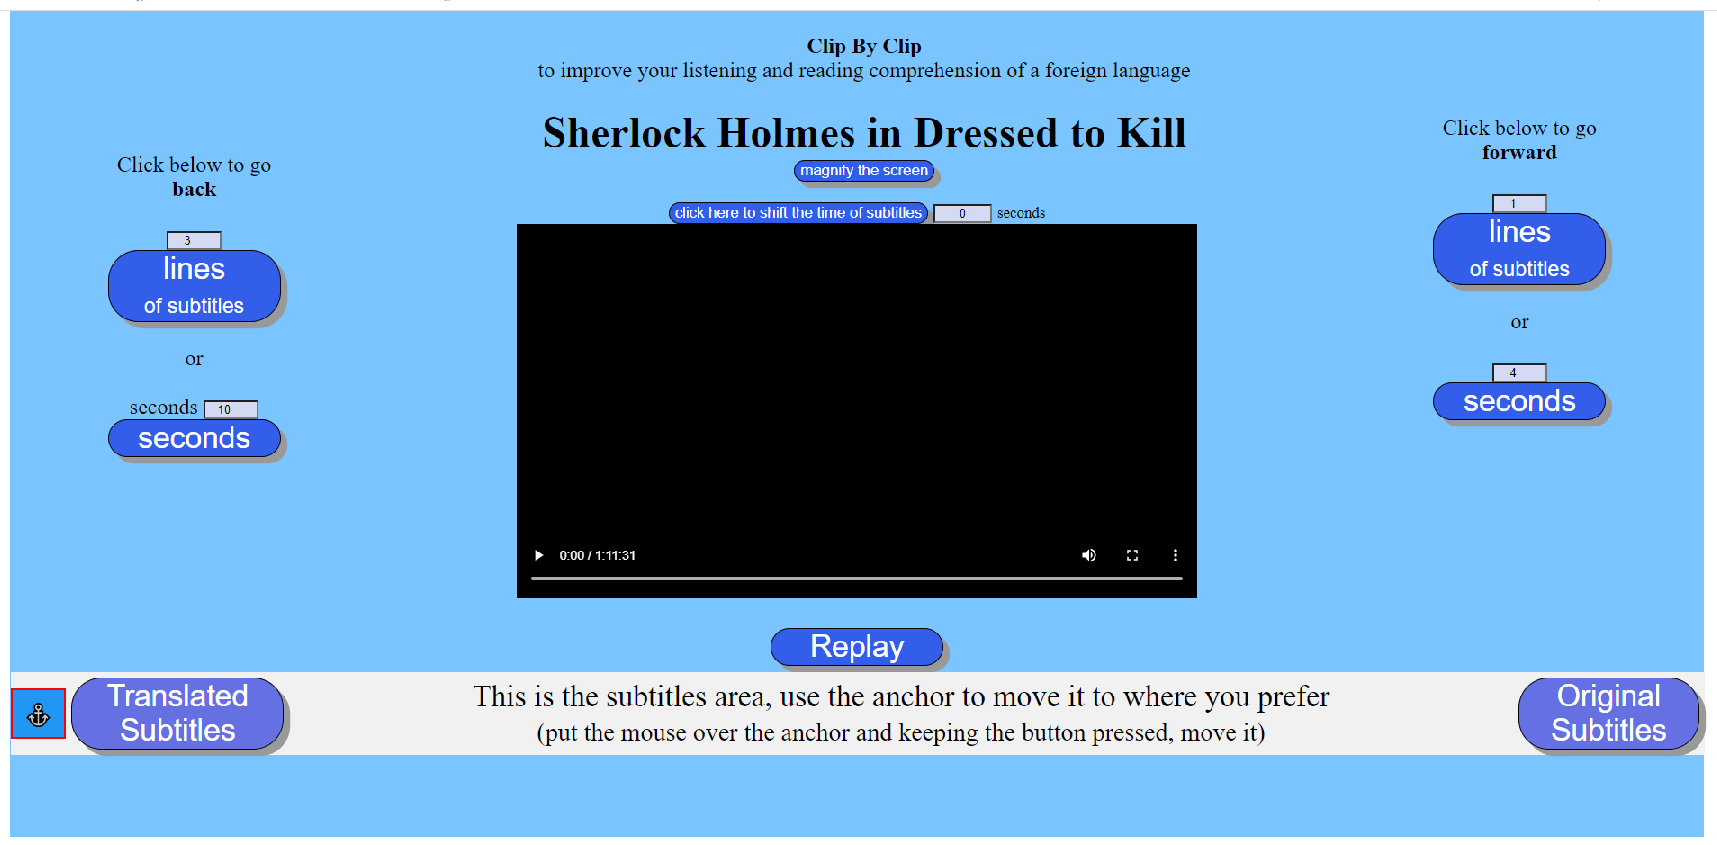 Clip By Clip
to improve your listening and reading comprehension of a foreign language
Sherlock Holmes in Dressed to Kill
magnify the screen
click here to shift the time of subtitles 0 seconds
Click below to go
back
3
lines
of subtitles
or
seconds 10
seconds
Click below to go
forward
1
lines
of subtitles
or
4
seconds
0:00 / 1:11:31
Replay
Translated
Subtitles
This is the subtitles area, use the anchor to move it to where you prefer
(put the mouse over the anchor and keeping the button pressed, move it)
Original
Subtitles